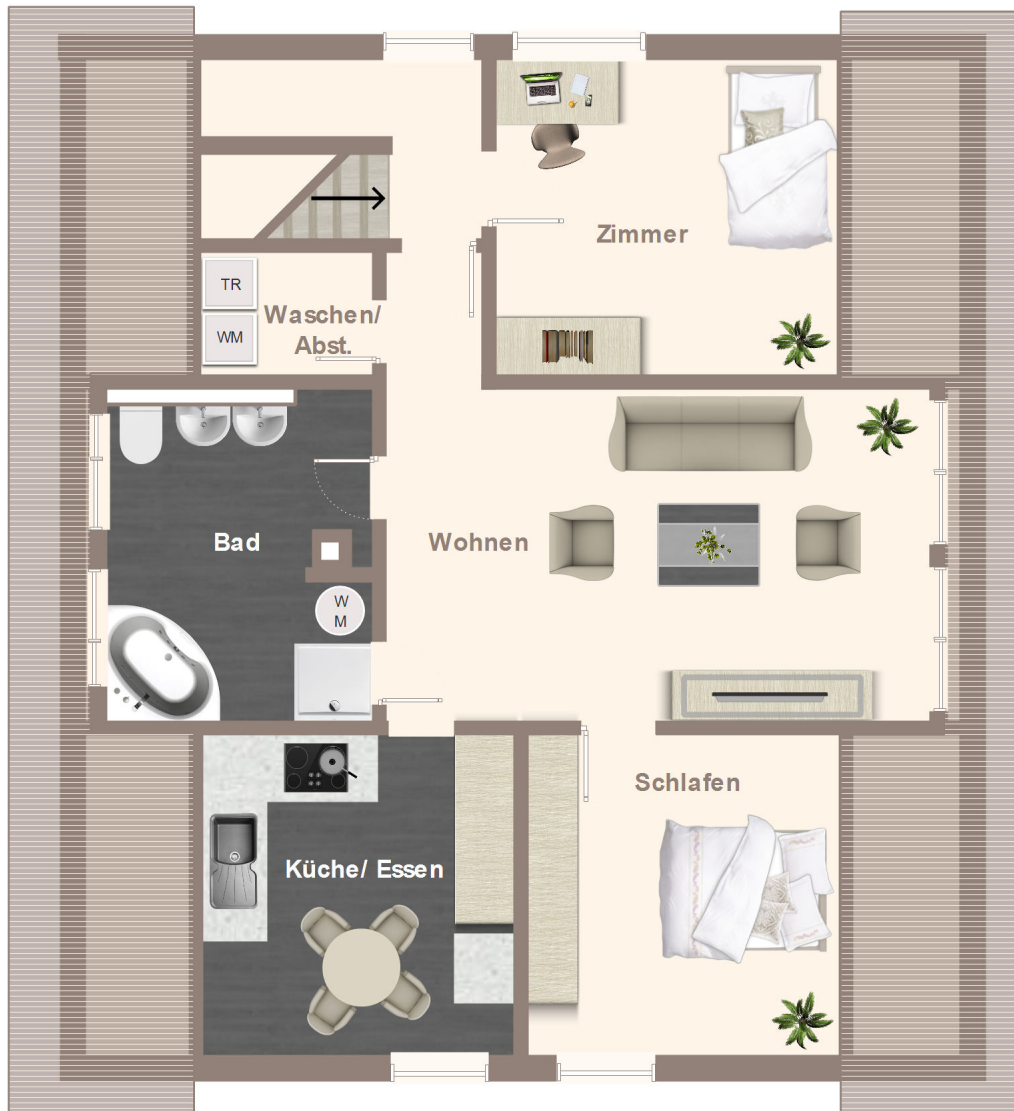 Zimmer
TR
Waschen/
Abst.
WM
Bad
Wohnen
W
M
Schlafen
Küche/ Essen